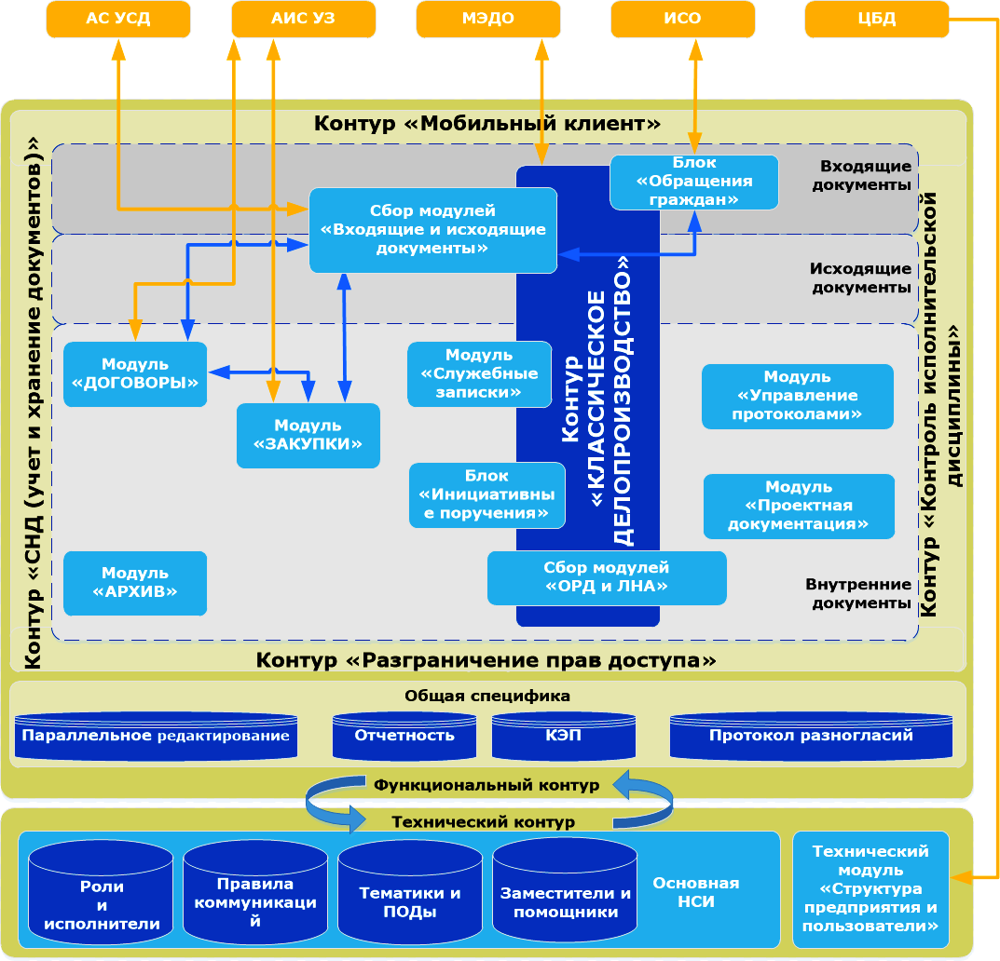 АС УСД
АИС УЗ
МЭДО
ИСО
ЦБД
Контур «Мобильный клиент»
Контур «СНД (учет и хранение документов)»
Входящие
документы
Блок
«Обращения
граждан»
Сбор модулей
«Входящие и исходящие
документы»
Исходящие
документы
Контур
«КЛАССИЧЕСКОЕ
ДЕЛОПРОИЗВОДСТВО»
Контур «Контроль исполнительской
дисциплины»
Модуль
«ДОГОВОРЫ»
Модуль
«Служебные
записки»
Модуль
«Управление
протоколами»
Модуль
«ЗАКУПКИ»
Блок
«Инициативны
е поручения»
Модуль
«Проектная
документация»
Модуль
«АРХИВ»
Сбор модулей
«ОРД и ЛНА»
Внутренние
документы
Контур «Разграничение прав доступа»
Общая специфика
Параллельное редактирование
Отчетность
КЭП
Протокол разногласий
Функциональный контур
Технический контур
Роли
и
исполнители
Правила
коммуникаци
й
Тематики и
ПОДы
Заместители и
помощники
Основная
НСИ
Технический
модуль
«Структура
предприятия и
пользователи»